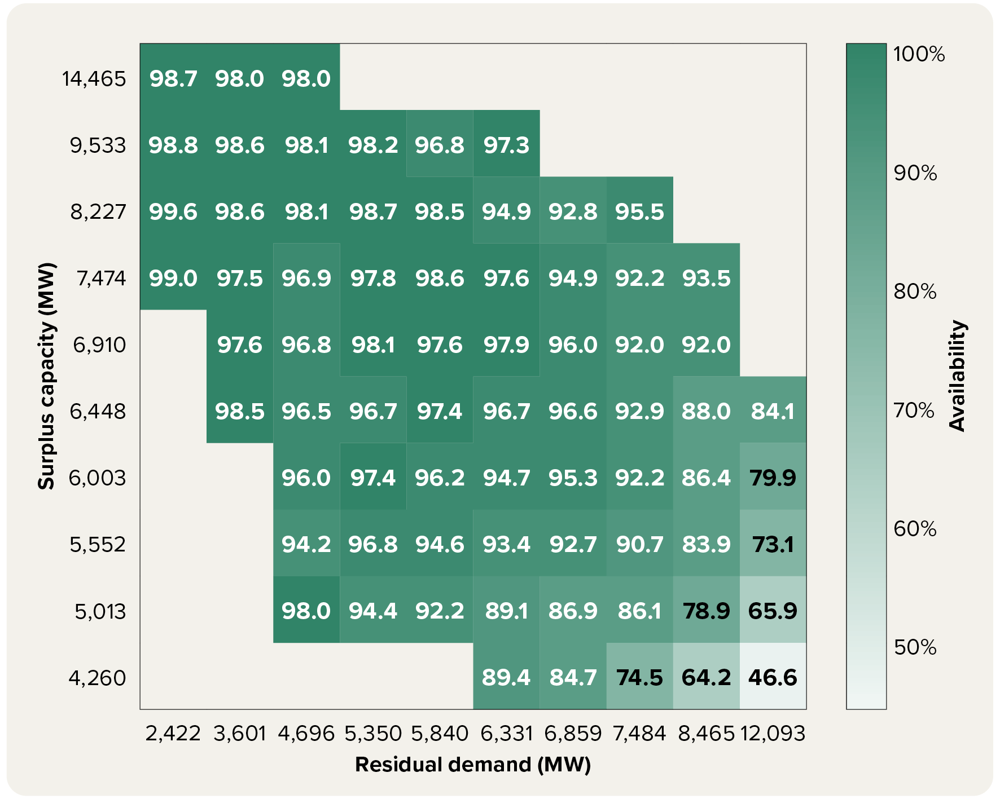 14,465 98.7 98.0 98.0
9,533 98.8 98.6 98.1 98.2 96.8 97.3
8,227 99.6 98.6 98.1 98.7 98.5 94.9 92.8 95.5
7,474 99.0 97.5 96.9 97.8 98.6 97.6 94.9 92.2 93.5
6,910 97.6 96.8 98.1 97.6 97.9 96.0 92.0 92.0
6,448 98.5 96.5 96.7 97.4 96.7 96.6 92.9 88.0 84.1
6,003 96.0 97.4 96.2 94.7 95.3 92.2 86.4 79.9
5,552 94.2 96.8 94.6 93.4 92.7 90.7 83.9 73.1
5,013 98.0 94.4 92.2 89.1 86.9 86.1 78.9 65.9
4,260 89.4 84.7 74.5 64.2 46.6
2,422 3,601 4,696 5,350 5,840 6,331 6,859 7,484 8,465 12,093
Residual demand (MW)
Surplus capacity (MW)
100%
90%
80%
70%
60%
50%
Availability